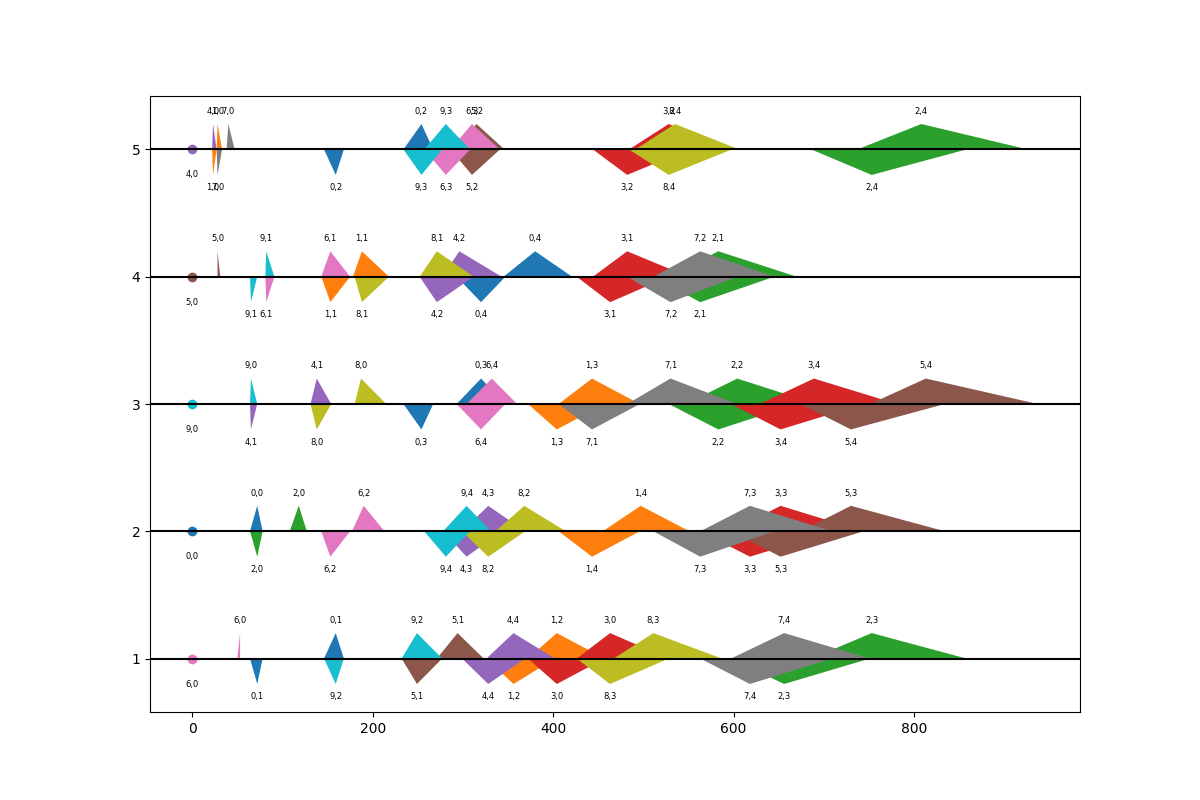 4,0 1,0 7,0 0,2 9,3 6,3 5,2 3,2 8,4 2,4
5
4,0
1,0 7,0 0,2 9,3 6,3 5,2 3,2 8,4 2,4
5,0 9,1 6,1 1,1 8,1 4,2 0,4 3,1 7,2 2,1
4
5,0
9,1 6,1 1,1 8,1 4,2 0,4 3,1 7,2 2,1
9,0 4,1 8,0 0,3 6,4 1,3 7,1 2,2 3,4 5,4
3
9,0
4,1 8,0 0,3 6,4 1,3 7,1 2,2 3,4 5,4
0,0 2,0 6,2 9,4 4,3 8,2 1,4 7,3 3,3 5,3
2
0,0
2,0 6,2 9,4 4,3 8,2 1,4 7,3 3,3 5,3
6,0 0,1 9,2 5,1 4,4 1,2 3,0 8,3 7,4 2,3
1
6,0
0,1 9,2 5,1 4,4 1,2 3,0 8,3 7,4 2,3
0 200 400 600 800